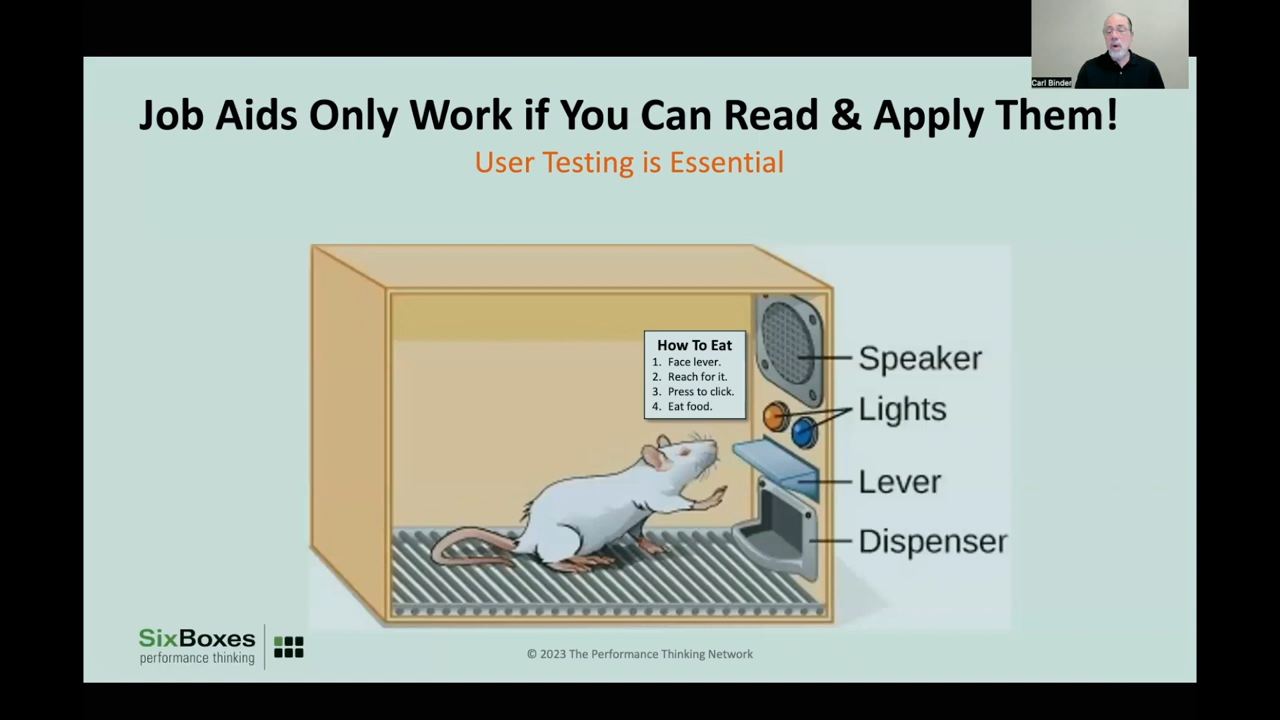 Carl Binder
Job Aids Only Work if You Can Read & Apply Them!
User Testing is Essential
How To Eat
1. Face lever.
2. Reach for it.
3. Press to click.
4. Eat food.
Speaker
Lights
Lever
Dispenser
SixBoxes
performance thinking
© 2023 The Performance Thinking Network